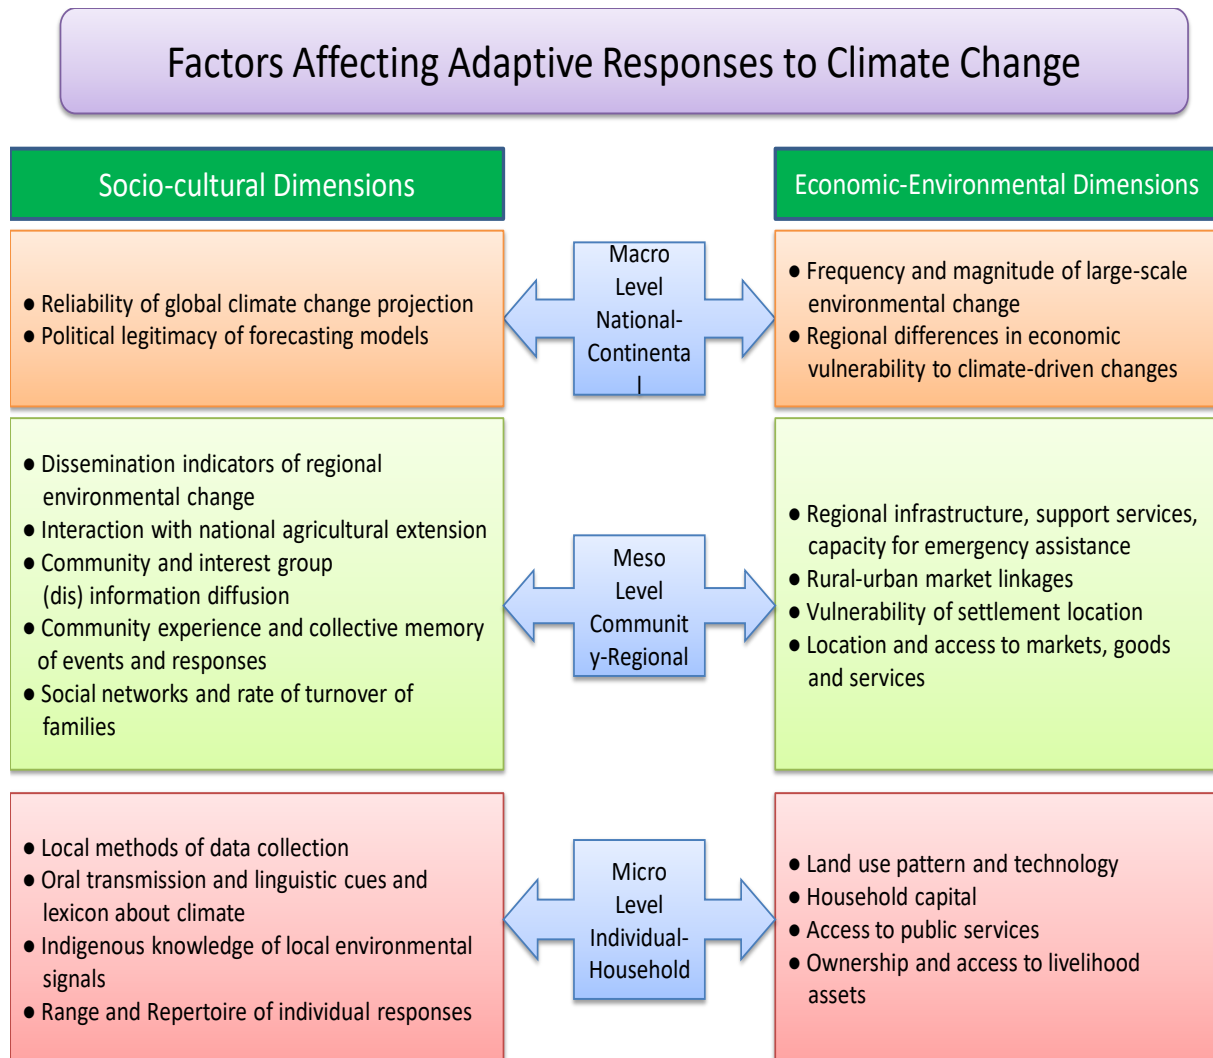 Factors Affecting Adaptive Responses to Climate Change
Socio-cultural Dimensions
Economic-Environmental Dimensions
● Reliability of global climate change projection
● Political legitimacy of forecasting models
Macro
Level
National-
Continenta
l
● Frequency and magnitude of large-scale
environmental change
● Regional differences in economic
vulnerability to climate-driven changes
● Dissemination indicators of regional
environmental change
● Interaction with national agricultural extension
● Community and interest group
(dis) information diffusion
● Community experience and collective memory
of events and responses
● Social networks and rate of turnover of
families
Meso
Level
Communit
y-Regional
● Regional infrastructure, support services,
capacity for emergency assistance
● Rural-urban market linkages
● Vulnerability of settlement location
● Location and access to markets, goods
and services
● Local methods of data collection
● Oral transmission and linguistic cues and
lexicon about climate
● Indigenous knowledge of local environmental
signals
● Range and Repertoire of individual responses
Micro
Level
Individual-
Household
● Land use pattern and technology
● Household capital
● Access to public services
● Ownership and access to livelihood
assets